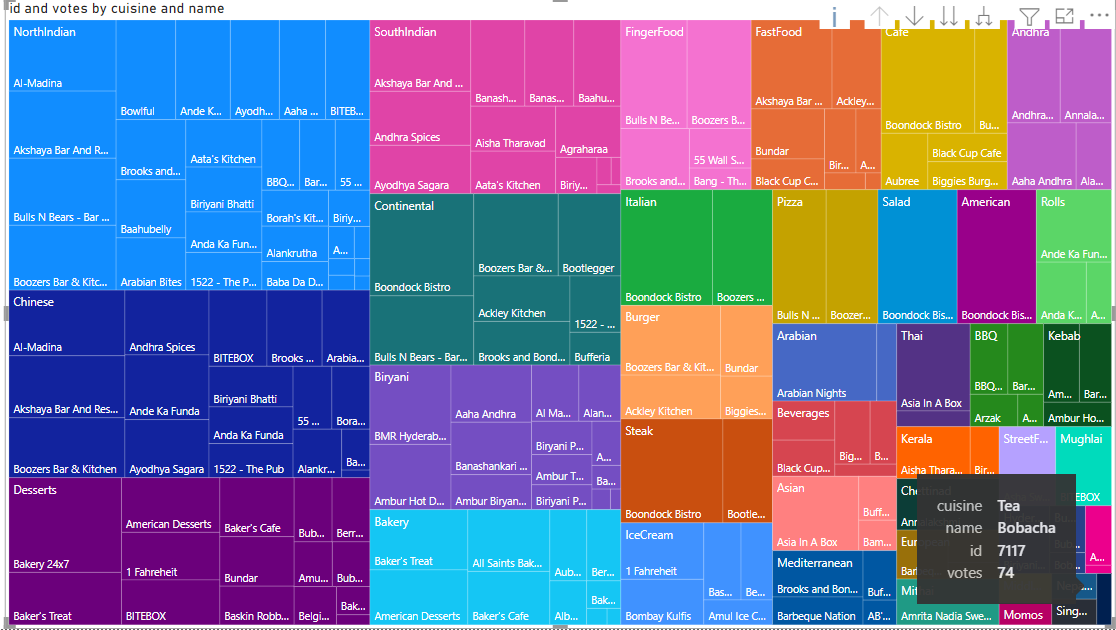 id and votes by cuisine and name
NorthIndian
Al-Madina
Akshaya Bar And R...
Bulls N Bears - Bar ...
Boozers Bar & Kitc...
Bowlful
Ande K...
Ayodh...
Aaha ...
BITEB...
Brooks and...
Baahubelly
Arabian Bites
Aata's Kitchen
Biriyani Bhatti
Anda Ka Fun...
1522 - The P...
BBQ...
Bar...
55 ...
Borah's Kit...
Biriy...
Alankrutha
A...
Baba Da D...
SouthIndian
Akshaya Bar And ...
Andhra Spices
Ayodhya Sagara
Banash...
Banas...
Baahu...
Aisha Tharavad
Agraharaa
Aata's Kitchen
Biriy...
FingerFood
Bulls N Be...
Boozers B...
55 Wall S...
Brooks and...
Bang - Th...
FastFood
Akshaya Bar ...
Ackley...
Bundar
Bir...
A...
Black Cup C...
Cafe
Boondock Bistro
Bu...
Black Cup Cafe
Aubree
Biggies Burg...
Andhra
Andhra...
Annala...
Aaha Andhra
Ala...
Continental
Boondock Bistro
Boozers Bar &...
Bootlegger
Ackley Kitchen
1522 - ...
Bulls N Bears - Bar...
Brooks and Bond...
Bufferia
Italian
Boondock Bistro
Boozers ...
Pizza
Bulls N ...
Boozer...
Salad
Boondock Bis...
American
Boondock Bis...
Rolls
Ande Ka Fu...
Anda K...
A...
Chinese
Al-Madina
Akshaya Bar And Res...
Boozers Bar & Kitchen
Andhra Spices
Ande Ka Funda
Ayodhya Sagara
BITEBOX
Brooks ...
Arabia...
Biriyani Bhatti
Anda Ka Funda
1522 - The Pub
55 ...
Bora...
Alankr...
Ba...
Biryani
BMR Hyderab...
Ambur Hot D...
Aaha Andhra
Banashankari ...
Ambur Biryan...
Al Ma...
Alan...
Biryani P...
Ambur T...
Biriyani P...
A...
Ba...
Burger
Boozers Bar & Kit...
Bundar
Ackley Kitchen
Biggies...
Steak
Boondock Bistro
Bootle...
Arabian
Arabian Nights
Thai
Asia In A Box
BBQ
BBQ...
Bar...
Arzak
A...
Kebab
Am...
Bar...
Ambur Ho...
Beverages
Black Cup...
Big...
B...
Kerala
Aisha Thara...
Bir...
StreetF...
Mughlai
Desserts
Bakery 24x7
Baker's Treat
American Desserts
1 Fahreheit
BITEBOX
Baker's Cafe
Bundar
Baskin Robb...
Bub...
Berr...
Amu...
Bub...
Belgi...
Bak...
Bakery
Baker's Treat
American Desserts
All Saints Bak...
Baker's Cafe
Aub...
Ber...
Bak...
Alb...
IceCream
1 Fahreheit
Bombay Kulfis
Bas...
Be...
Amul Ice C...
Asian
Asia In A Box
Buff...
Bam...
Mediterranean
Brooks and Bon...
Buf...
Barbeque Nation
AB'...
Amrita Nadia Swe...
Momos
Sing...
A...
cuisine Tea
name Bobacha
id 7117
votes 74